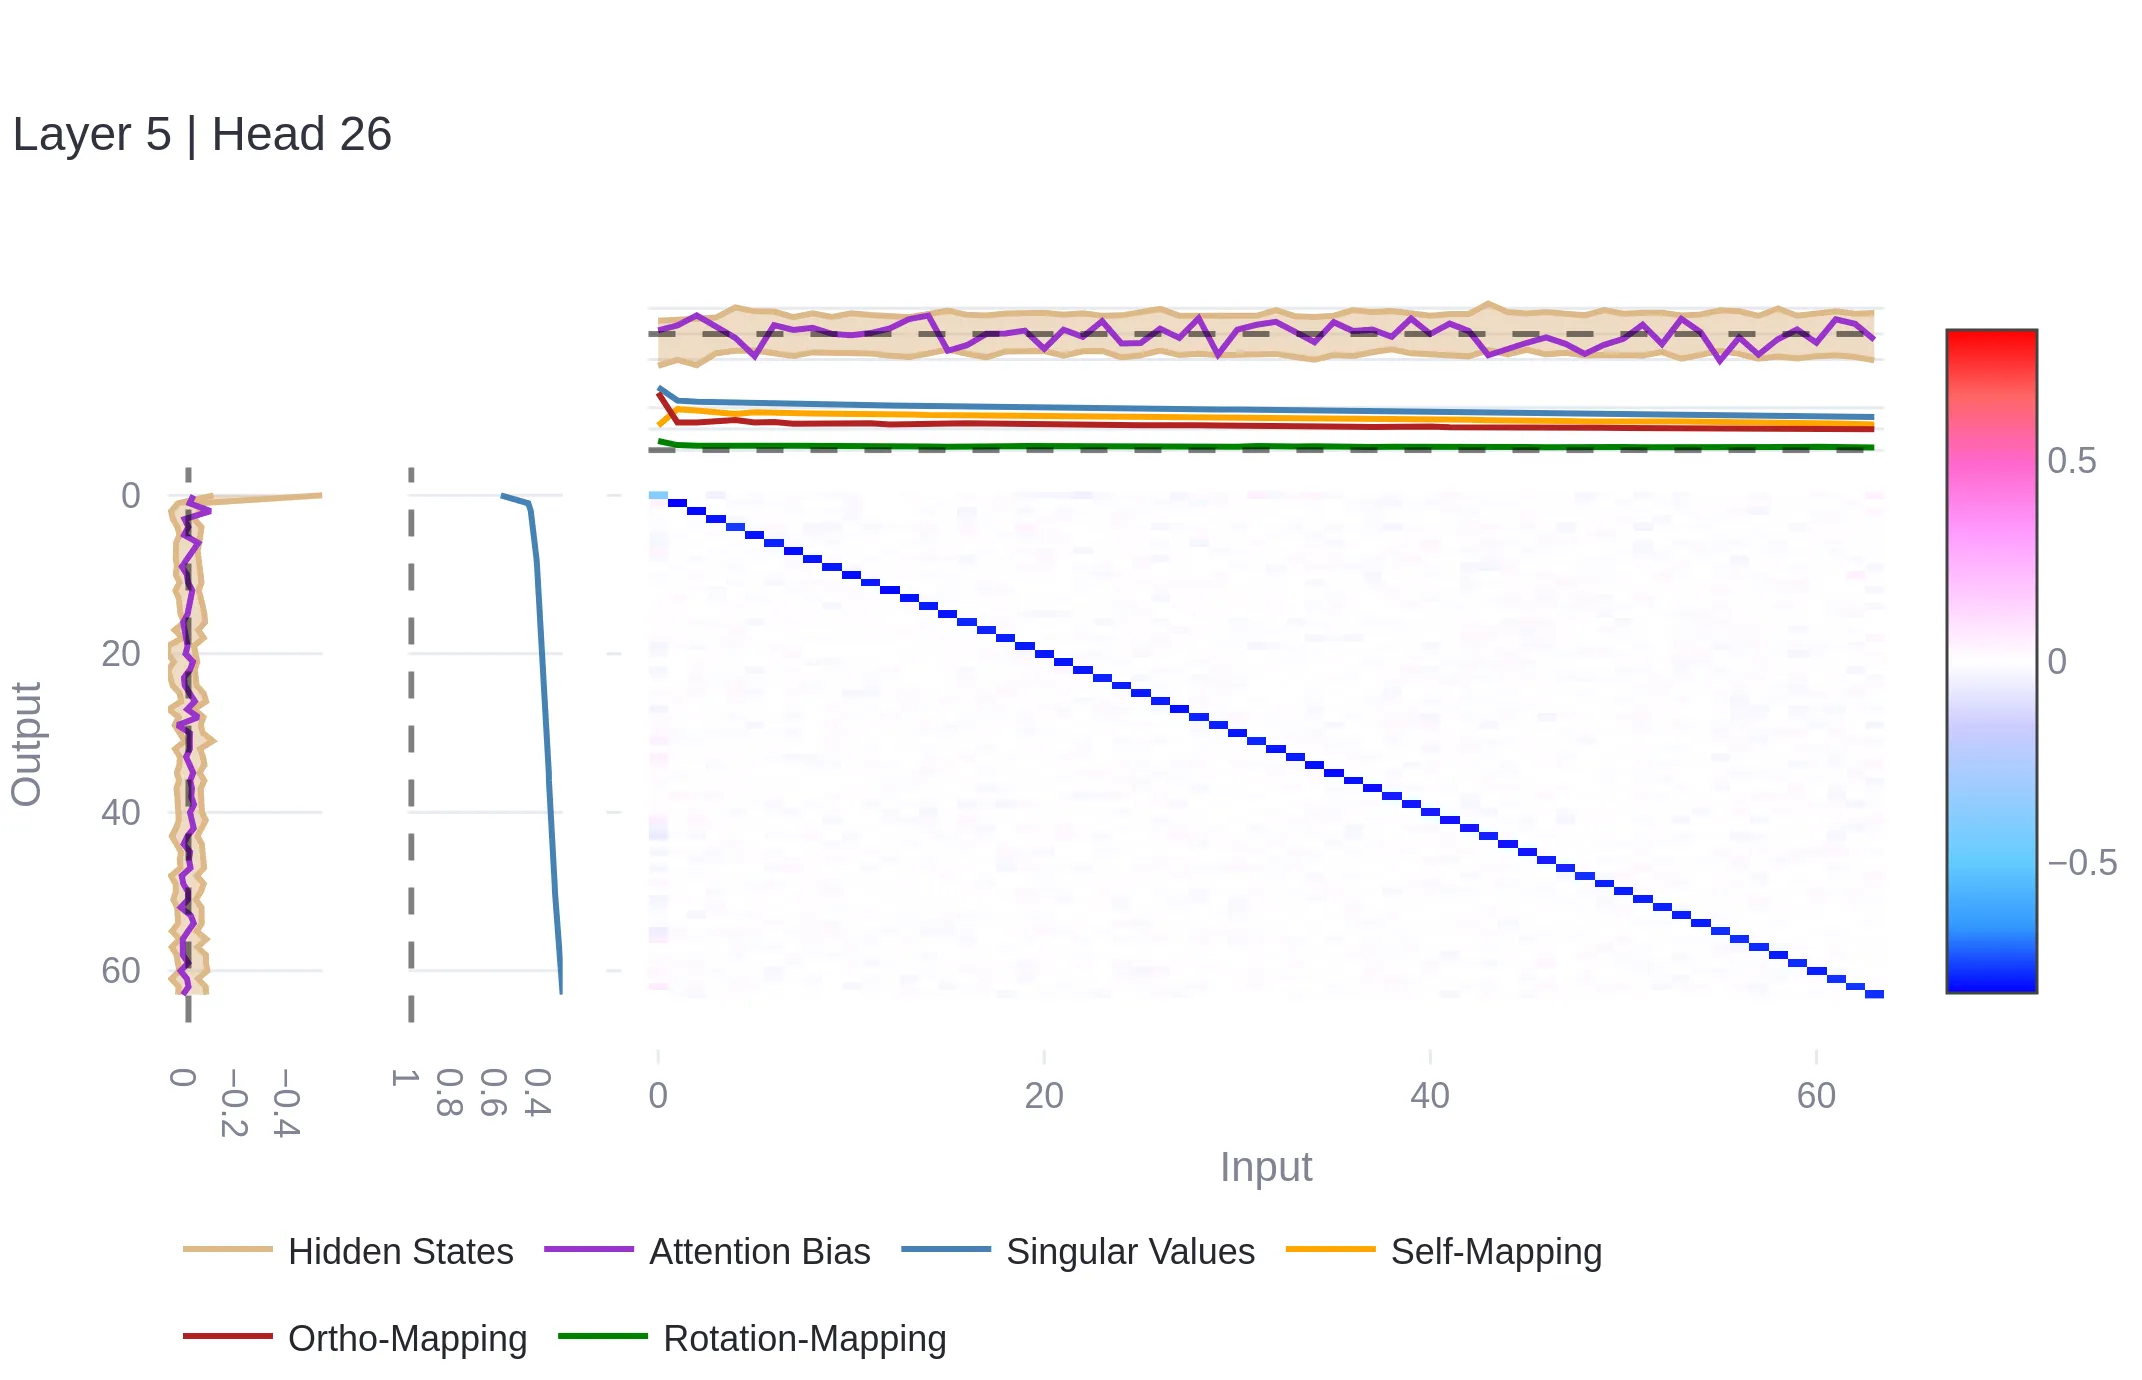 Layer 5 | Head 26
0
20
40
60
Output
0
−0.2
−0.4
1
0.8
0.6
0.4
0
20
40
60
Input
0.5
0
−0.5
Hidden States
Attention Bias
Singular Values
Self-Mapping
Ortho-Mapping
Rotation-Mapping